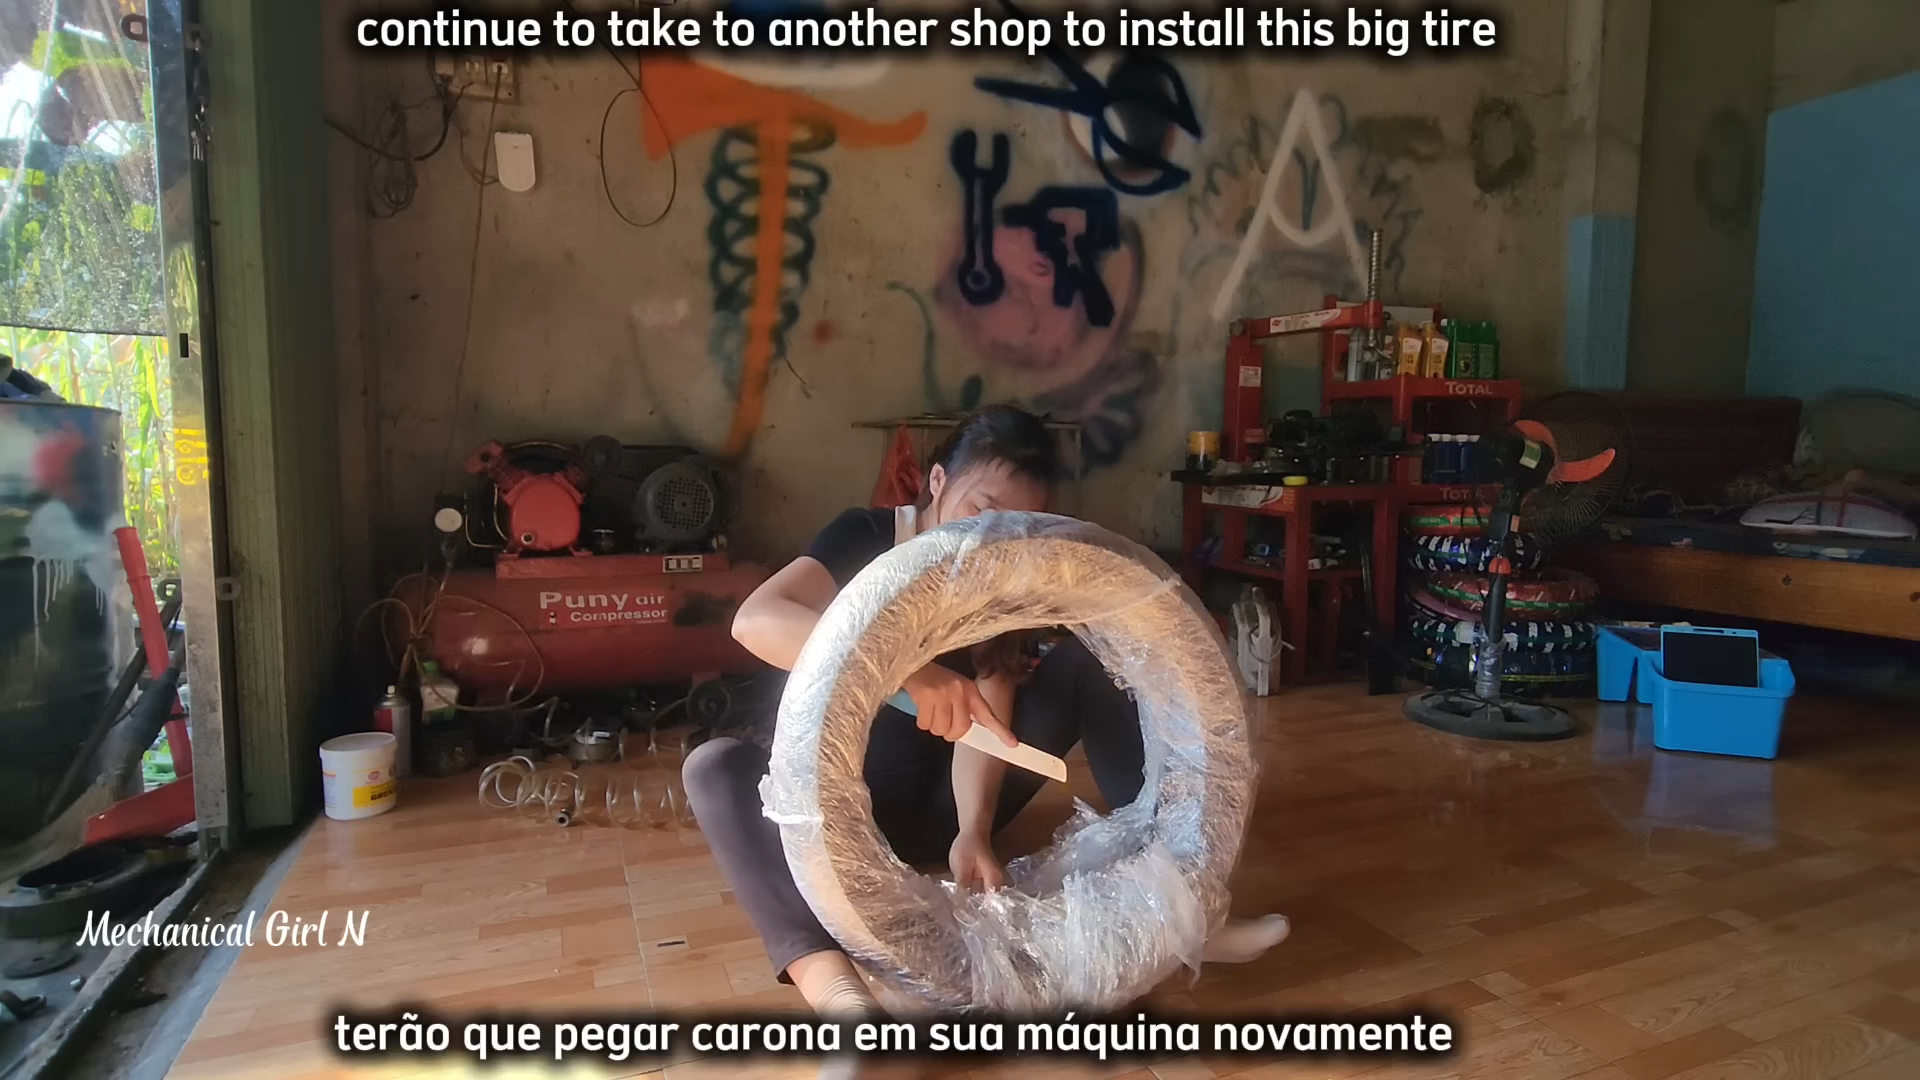 continue to take to another shop to install this big tire
TOTAL
Puny air
Compressor
Mechanical Girl N
terão que pegar carona em sua máquina novamente